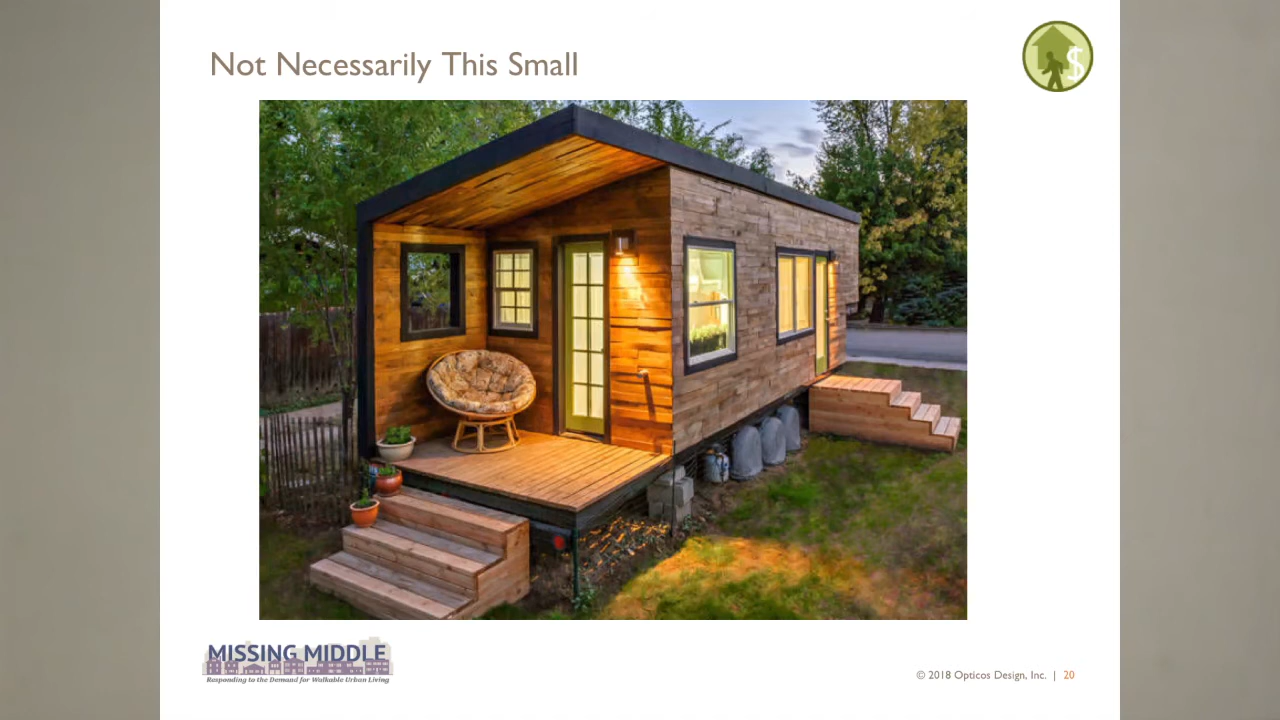 Not Necessarily This Small
$
MISSING MIDDLE
Responding to the Demand for Walkable Urban Living
© 2018 Opticos Design, Inc. | 20